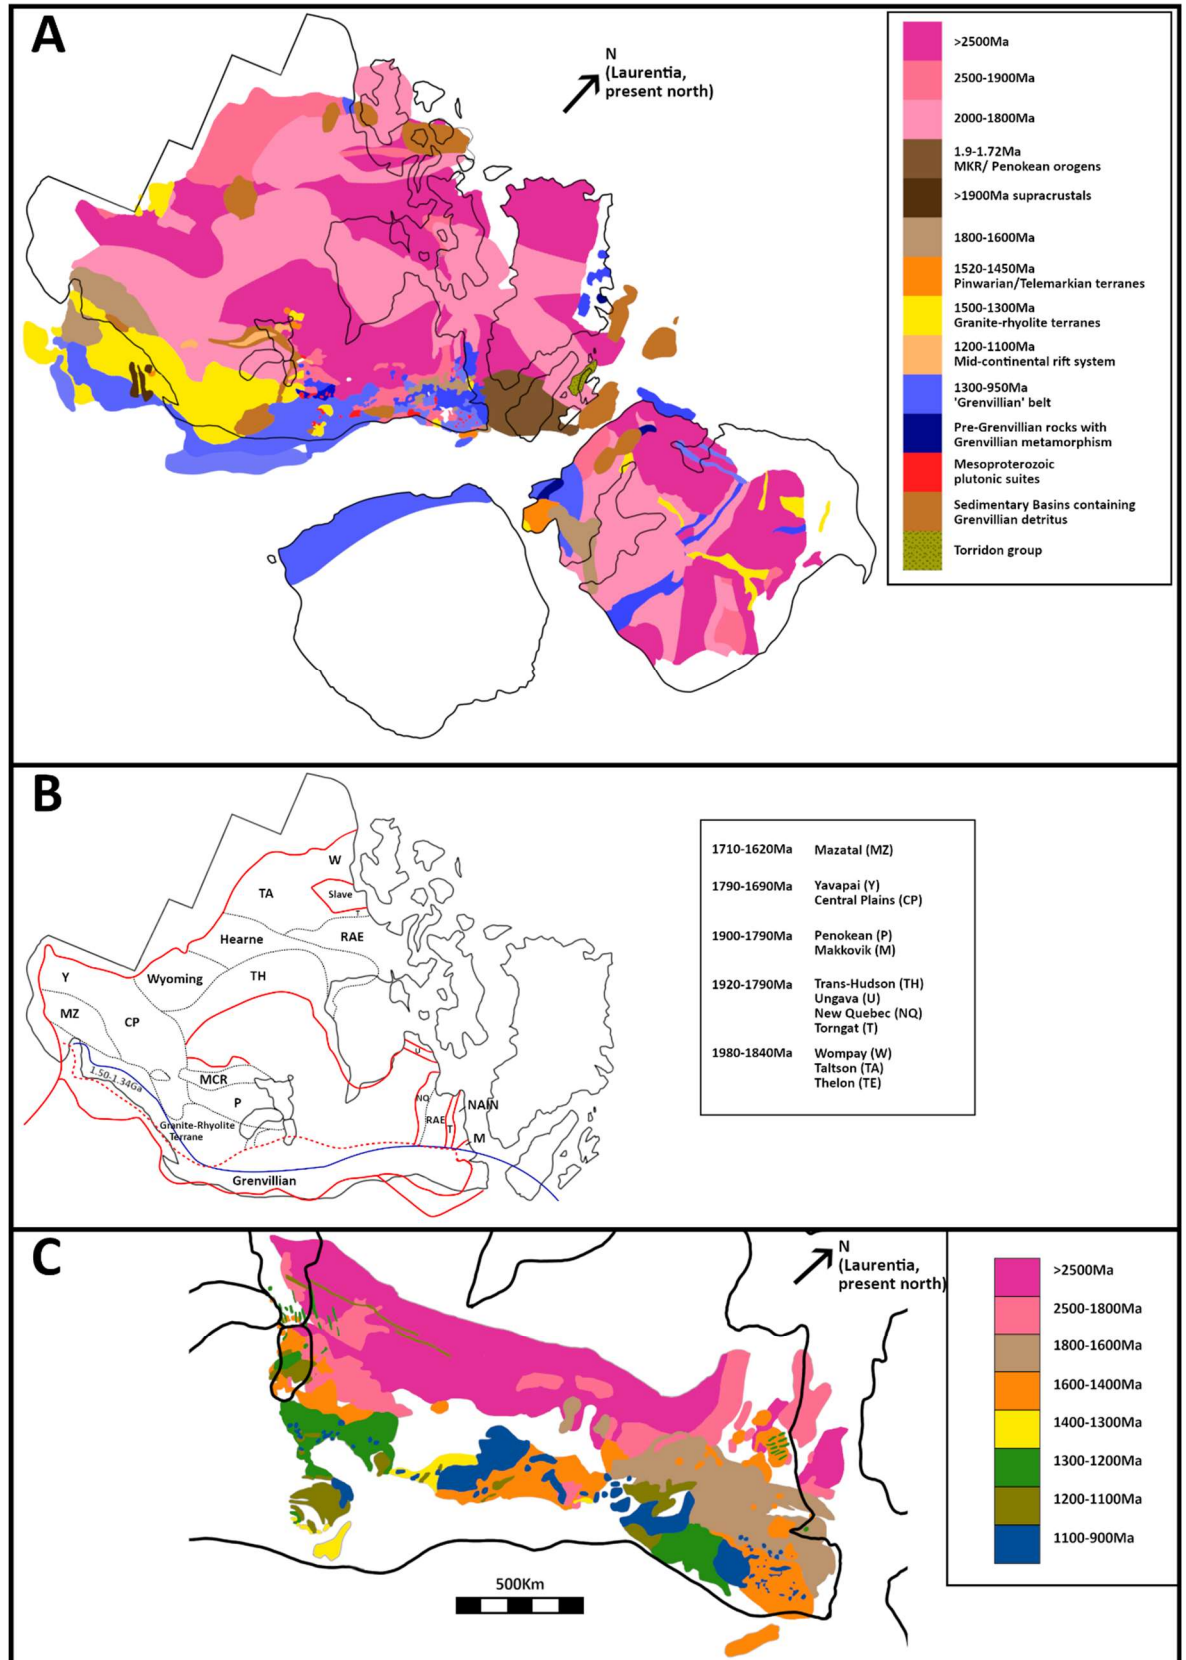 A
N
(Laurentia,
present north)
>2500Ma
2500-1900Ma
2000-1800Ma
1.9-1.72Ma
MKR/ Penokean orogens
>1900Ma supracrustals
1800-1600Ma
1520-1450Ma
Pinwarian/Telemarkian terranes
1500-1300Ma
Granite-rhyolite terranes
1200-1100Ma
Mid-continental rift system
1300-950Ma
'Grenvillian' belt
Pre-Grenvillian rocks with
Grenvillian metamorphism
Mesoproterozoic
plutonic suites
Sedimentary Basins containing
Grenvillian detritus
Torridon group
B
W
TA
Slave
T
Hearne
RAE
Y
Wyoming
TH
MZ
CP
U
1.50-1.34Ga
MCR
NQ
P
NAIN
RAE
T
Granite-Rhyolite
Terrane
M
Grenvillian
1710-1620Ma Mazatal (MZ)
1790-1690Ma Yavapai (Y)
Central Plains (CP)
1900-1790Ma Penokean (P)
Makkovik (M)
1920-1790Ma Trans-Hudson (TH)
Ungava (U)
New Quebec (NQ)
Torngat (T)
1980-1840Ma Wompay (W)
Taltson (TA)
Thelon (TE)
C
N
(Laurentia,
present north)
>2500Ma
2500-1800Ma
1800-1600Ma
1600-1400Ma
1400-1300Ma
1300-1200Ma
1200-1100Ma
1100-900Ma
500Km